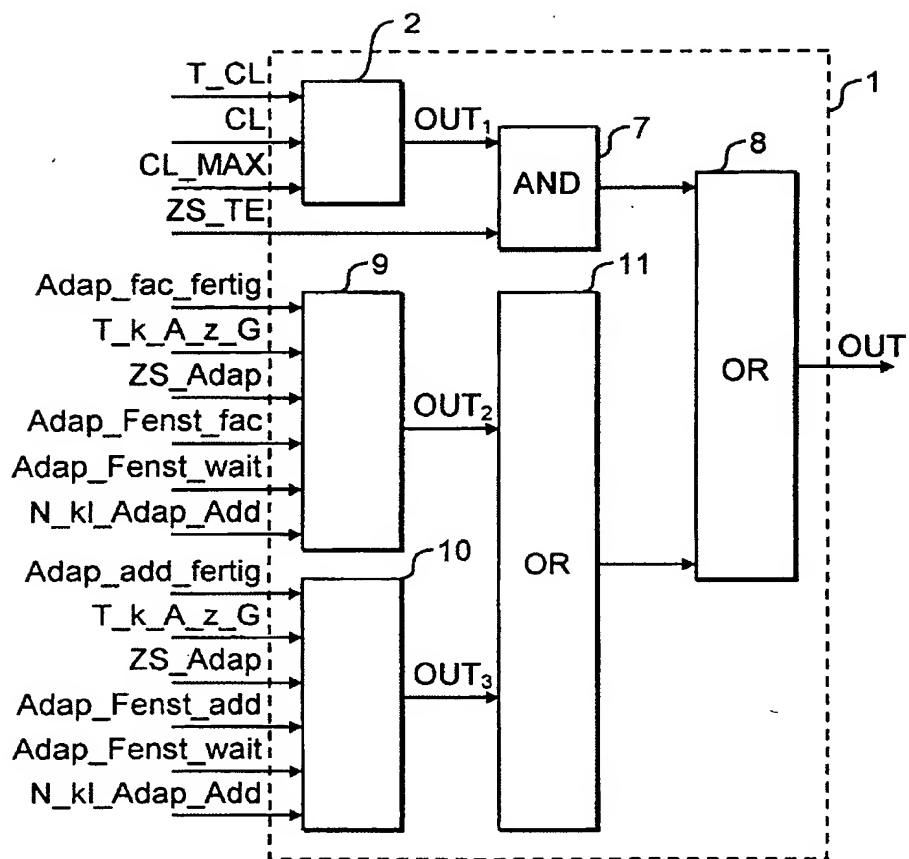 2
T_CL
1
CL
OUT₁
7
8
CL_MAX
AND
ZS_TE
9
11
Adap_fac_fertig
T_k_A_z_G
OUT
ZS_Adap
OR
OUT₂
Adap_Fenst_fac
Adap_Fenst_wait
N_kl_Adap_Add
10
OR
Adap_add_fertig
T_k_A_z_G
ZS_Adap
OUT₃
Adap_Fenst_add
Adap_Fenst_wait
N_kl_Adap_Add